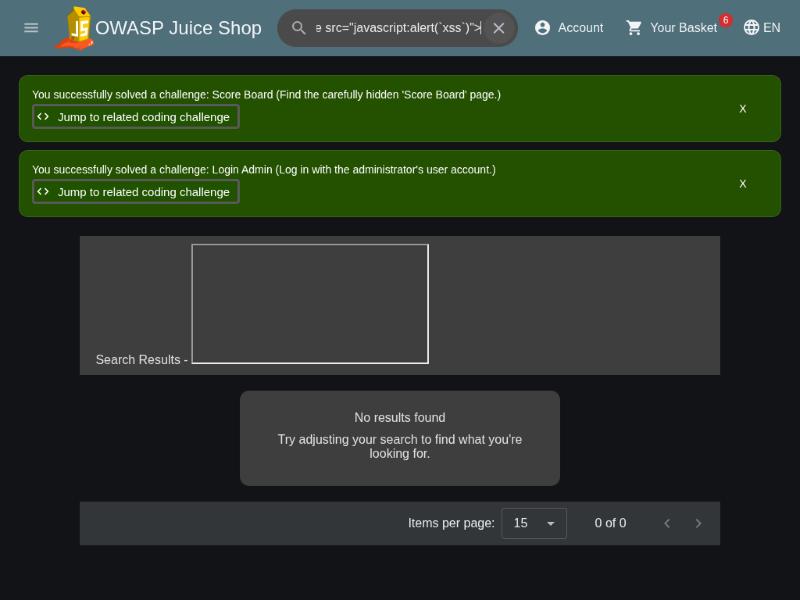 OWASP Juice Shop
src="javascript:alert(`xss`)">
Account
Your Basket
6
EN
You successfully solved a challenge: Score Board (Find the carefully hidden 'Score Board' page.)
X
<> Jump to related coding challenge
You successfully solved a challenge: Login Admin (Log in with the administrator's user account.)
X
<> Jump to related coding challenge
Search Results -
No results found
Try adjusting your search to find what you're
looking for.
Items per page:
15
0 of 0